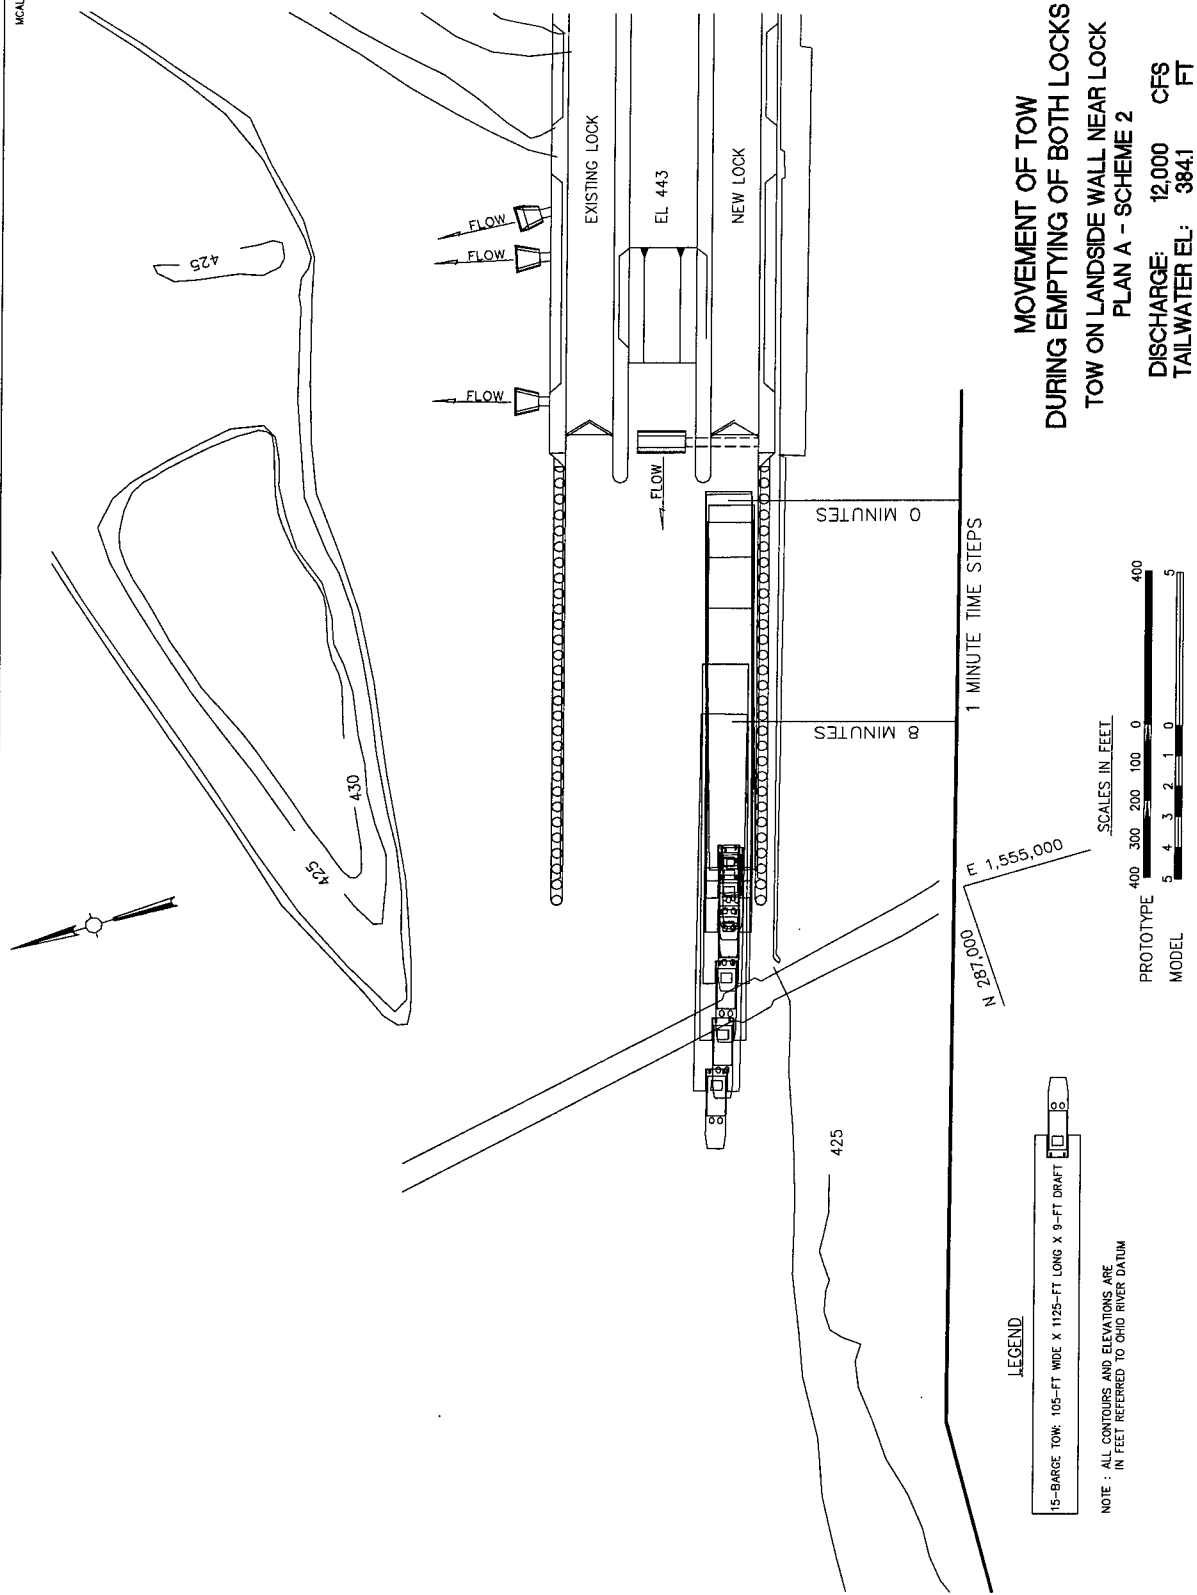 MCAL
425
FLOW
FLOW
FLOW
EXISTING LOCK
EL 443
NEW LOCK
FLOW
430
425
0 MINUTES
8 MINUTES
1 MINUTE TIME STEPS
E 1,555,000
N 287,000
425
MOVEMENT OF TOW
DURING EMPTYING OF BOTH LOCKS
TOW ON LANDSIDE WALL NEAR LOCK
PLAN A - SCHEME 2
DISCHARGE: 12,000 CFS
TAILWATER EL: 384.1 FT
SCALES IN FEET
PROTOTYPE 400 300 200 100 0 400
MODEL 5 4 3 2 1 0 5
LEGEND
15-BARGE TOW: 105-FT WIDE X 1125-FT LONG X 9-FT DRAFT
NOTE : ALL CONTOURS AND ELEVATIONS ARE
IN FEET REFERRED TO OHIO RIVER DATUM